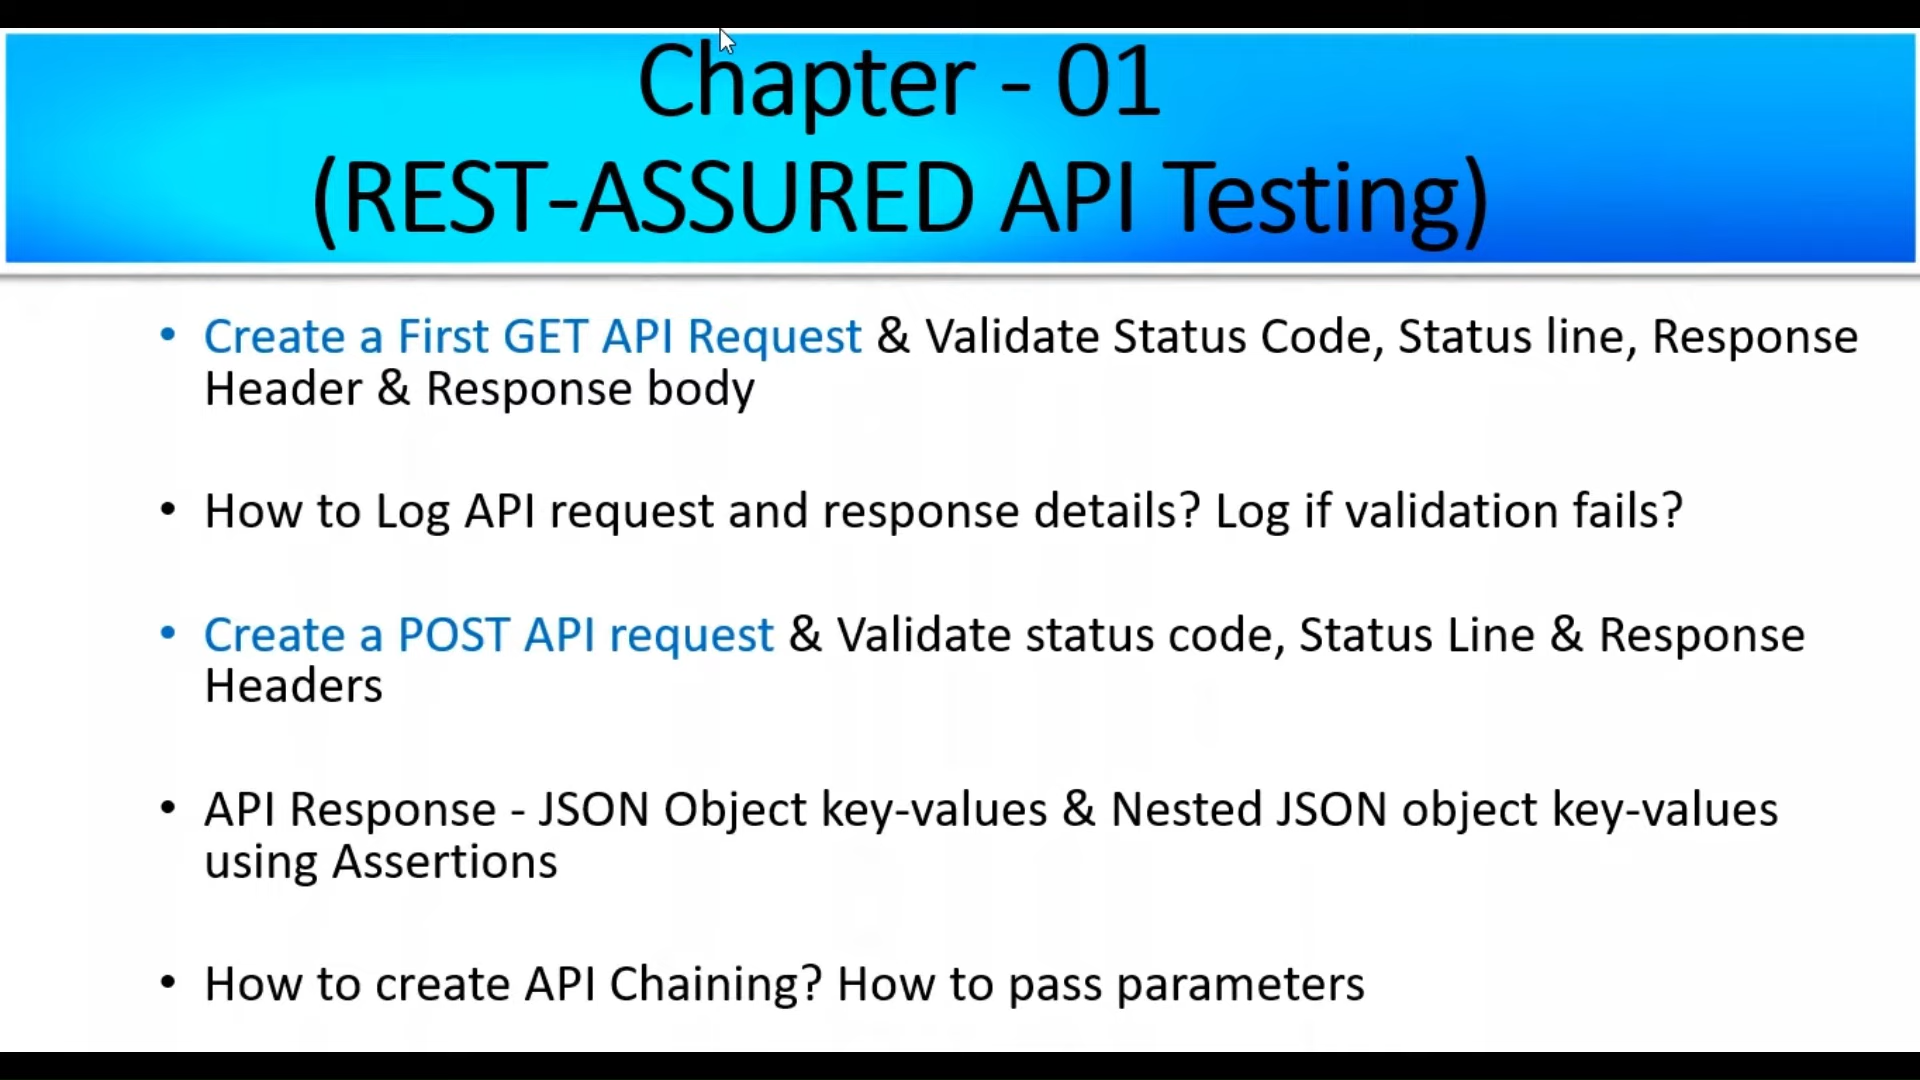 Chapter - 01
(REST-ASSURED API Testing)
• Create a First GET API Request & Validate Status Code, Status line, Response
Header & Response body
• How to Log API request and response details? Log if validation fails?
• Create a POST API request & Validate status code, Status Line & Response
Headers
• API Response - JSON Object key-values & Nested JSON object key-values
using Assertions
• How to create API Chaining? How to pass parameters